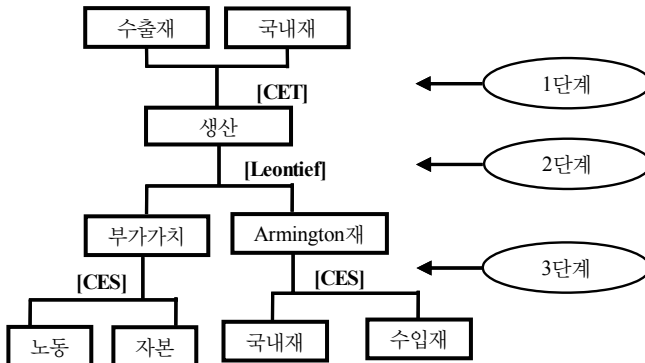 수출재 국내재
[CET] 1단계
생산
[Leontief] 2단계
부가가치 Armington재
[CES] [CES] 3단계
노동 자본 국내재 수입재